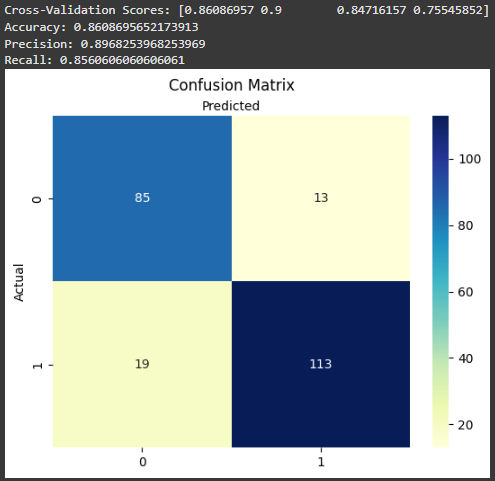 Cross-Validation Scores: [0.86086957 0.9        0.84716157 0.75545852]
Accuracy: 0.8608695652173913
Precision: 0.8968253968253969
Recall: 0.8560606060606061
Confusion Matrix
Predicted
0 85 13
Actual
1 19 113
0 1
100
80
60
40
20